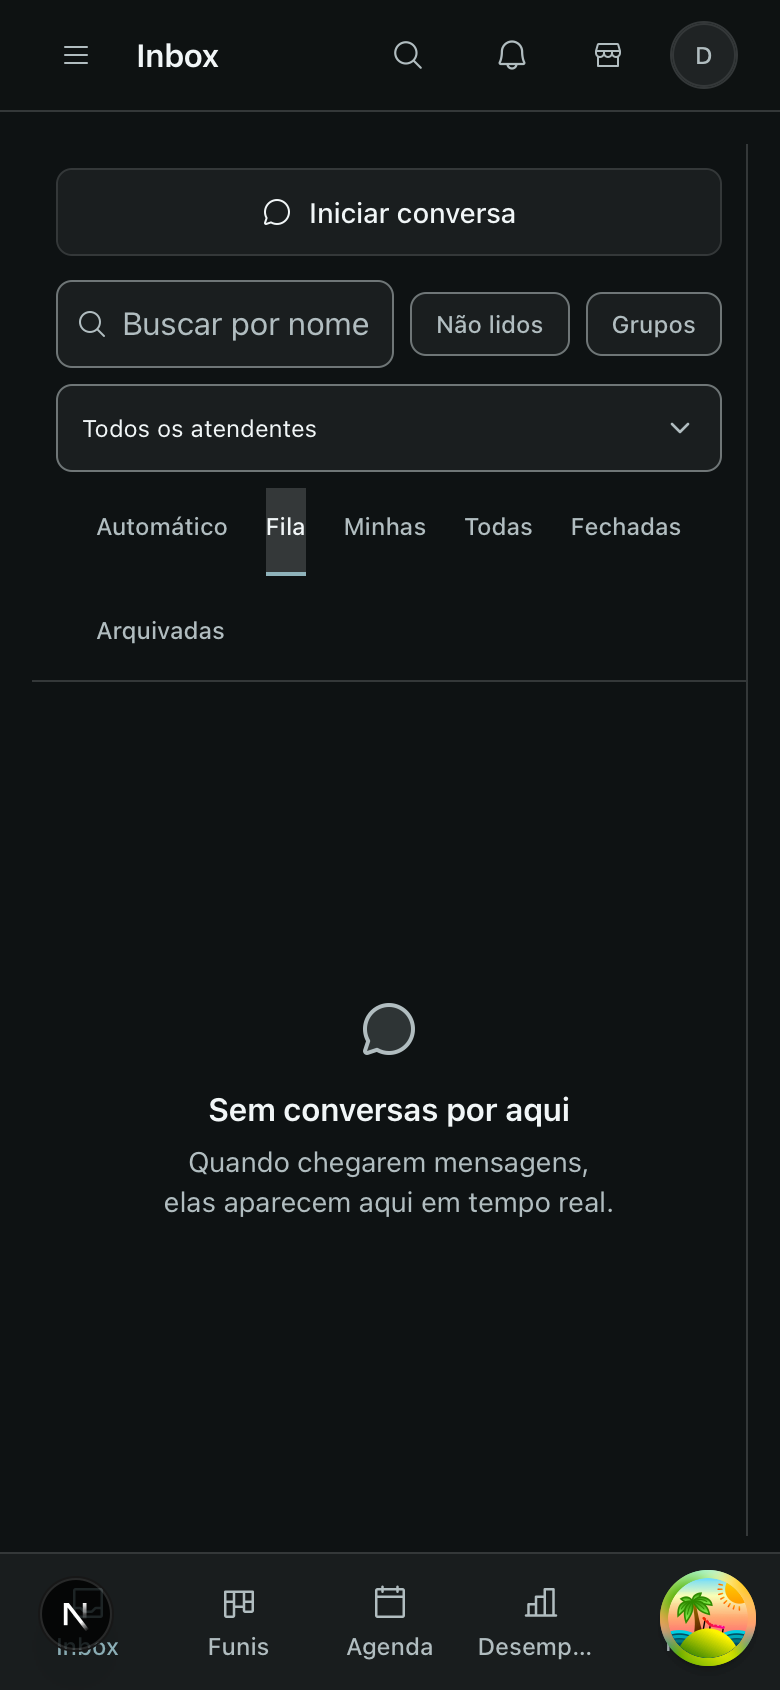 Inbox
D
Iniciar conversa
Buscar por nome
Não lidos
Grupos
Todos os atendentes
Automático
Fila
Minhas
Todas
Fechadas
Arquivadas
Sem conversas por aqui
Quando chegarem mensagens,
elas aparecem aqui em tempo real.
N
Inbox
Funis
Agenda
Desemp...